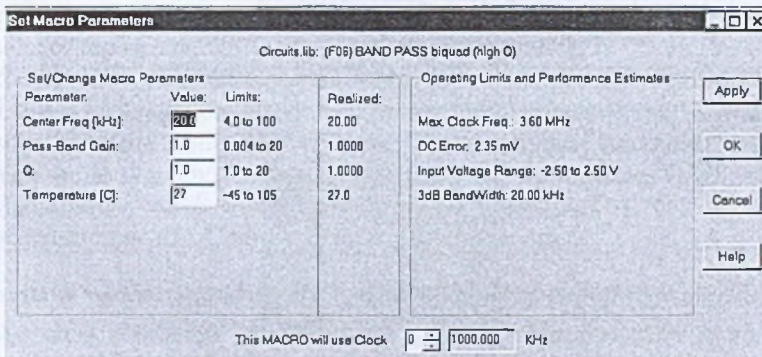 Set Macro Parameters
Circuits.lib: (F06) BAND PASS biquad (high Q)
Set/Change Macro Parameters
Parameter: Value: Limits: Realized:
Center Freq [kHz]: 20.0 4.0 to 100 20.00
Pass-Band Gain: 1.0 0.004 to 20 1.0000
Q: 1.0 1.0 to 20 1.0000
Temperature [C]: 27 -45 to 105 27.0
Operating Limits and Performance Estimates
Max. Clock Freq.: 3.60 MHz
DC Error: 2.35 mV
Input Voltage Range: -2.50 to 2.50 V
3dB BandWidth: 20.00 kHz
Apply
OK
Cancel
Help
This MACRO will use Clock 0 1000.000 KHz